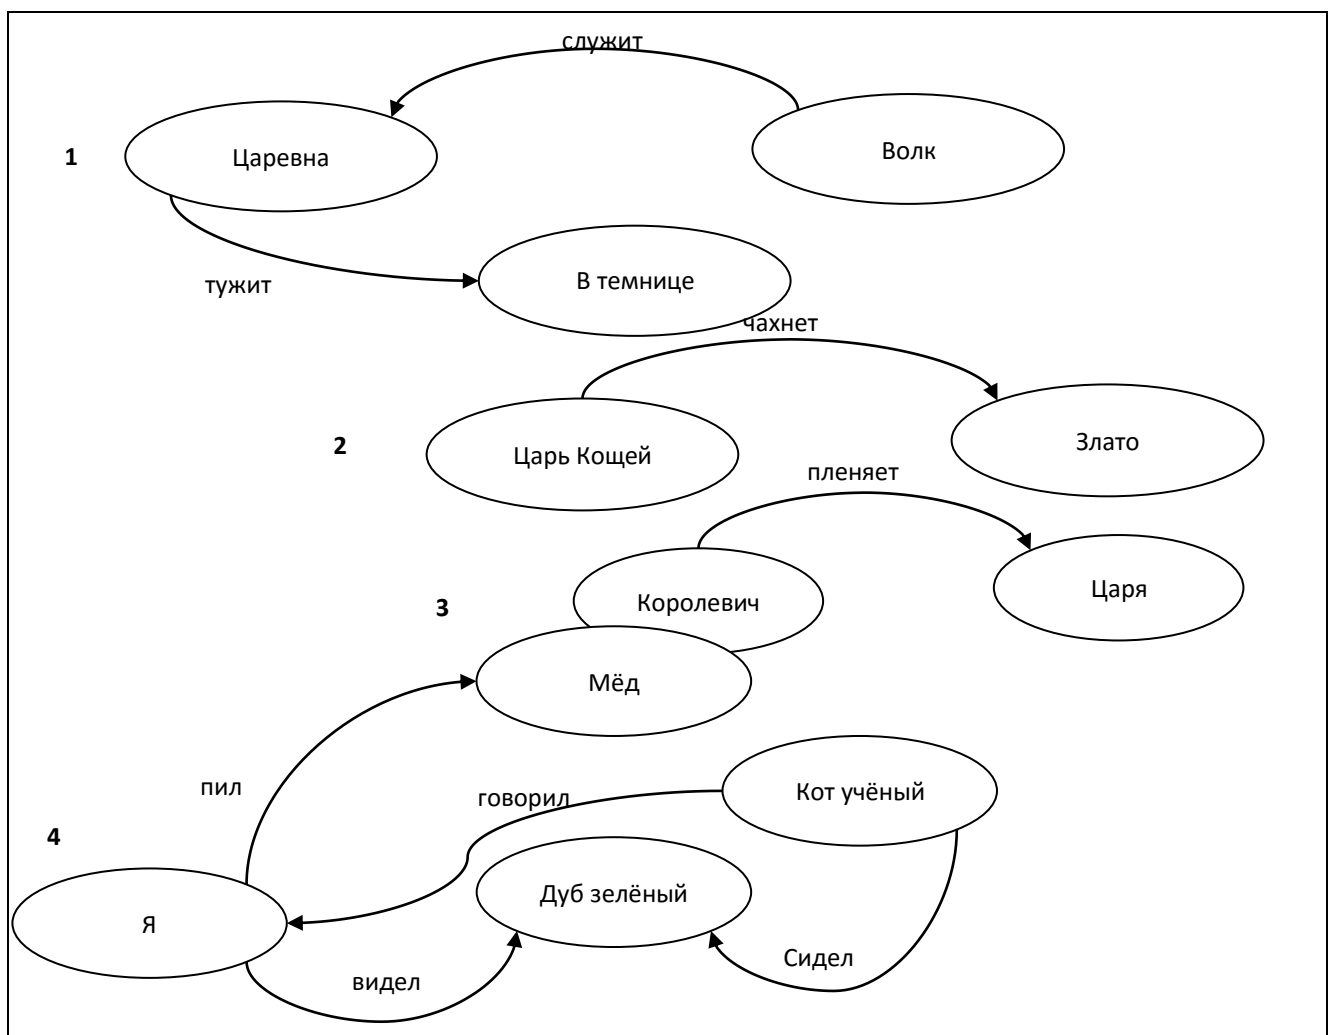 служит
1
Царевна
Волк
тужит
В темнице
чахнет
2
Царь Кощей
Злато
пленяет
3
Королевич
Царя
Мёд
пил
говорил
Кот учёный
4
Я
Дуб зелёный
видел
Сидел